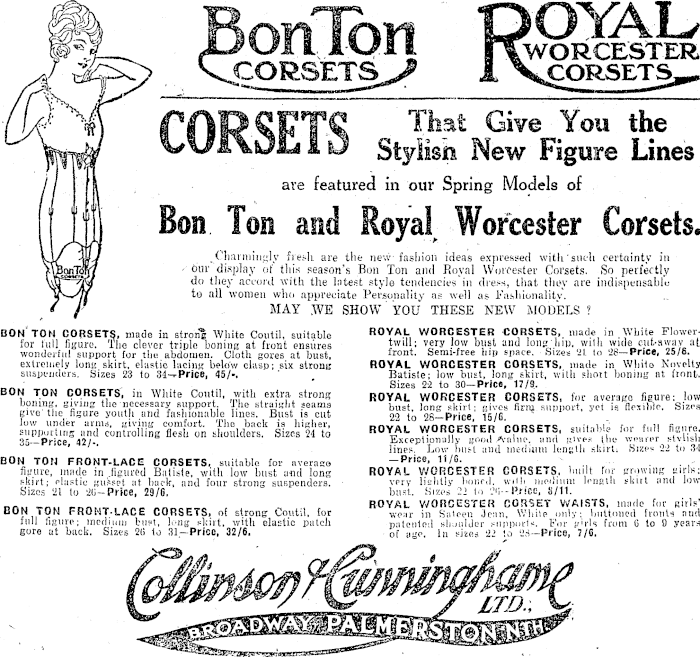 Bon Ton
CORSETS
ROYAL
WORCESTER
CORSETS
CORSETS
That Give You the
Stylish New Figure Lines
are featured in our Spring Models of
Bon Ton and Royal Worcester Corsets.
Charmingly fresh are the new fashion ideas expressed with such certainty in
our display of this season's Bon Ton and Royal Worcester Corsets. So perfectly
do they accord with the latest style tendencies in dress, that they are indispensable
to all women who appreciate Personality as well as Fashionality.
MAY WE SHOW YOU THESE NEW MODELS?
Bon Ton
CORSETS
BON TON CORSETS, made in strong White Coutil, suitable
for full figure. The clever triple boning at front ensures
wonderful support for the abdomen. Cloth gores at bust,
extremely long skirt, elastic lacing below clasp; six strong
suspenders. Sizes 23 to 34—Price, 45/-.
BON TON CORSETS, in White Coutil, with extra strong
boning, giving the necessary support. The straight seams
give the figure youth and fashionable lines. Bust is cut
low under arms, giving comfort. The back is higher,
supporting and controlling flesh on shoulders. Sizes 24 to
35—Price, 42/-.
BON TON FRONT-LACE CORSETS, suitable for average
figure, made in figured Batiste, with low bust and long
skirt; elastic gusset at back, and four strong suspenders.
Sizes 21 to 26—Price, 29/6.
BON TON FRONT-LACE CORSETS, of strong Coutil, for
full figure; medium bust, long skirt, with elastic patch
gore at back. Sizes 26 to 31—Price, 32/6.
ROYAL WORCESTER CORSETS, made in White Flower-
twill; very low bust and long hip, with wide cut-away at
front. Semi-free hip space. Sizes 21 to 28—Price, 25/6.
ROYAL WORCESTER CORSETS, made in White Novelty
Batiste; low bust, long skirt, with short boning at front.
Sizes 22 to 30—Price, 17/9.
ROYAL WORCESTER CORSETS, for average figure; low
bust, long skirt; gives firm support, yet is flexible. Sizes
22 to 28—Price, 15/6.
ROYAL WORCESTER CORSETS, suitable for full figure.
Exceptionally good value, and gives the wearer stylish
lines. Low bust and medium length skirt. Sizes 22 to 34
—Price, 11/6.
ROYAL WORCESTER CORSETS, built for growing girls;
very lightly boned, with medium length skirt and low
bust. Sizes 22 to 26—Price, 8/11.
ROYAL WORCESTER CORSET WAISTS, made for girls'
wear in Sateen Jean, White only; buttoned fronts and
patented shoulder supports. For girls from 6 to 9 years
of age. In sizes 22 to 28—Price, 7/6.
Collinson & Cunninghame
LTD.,
BROADWAY PALMERSTON NTH.